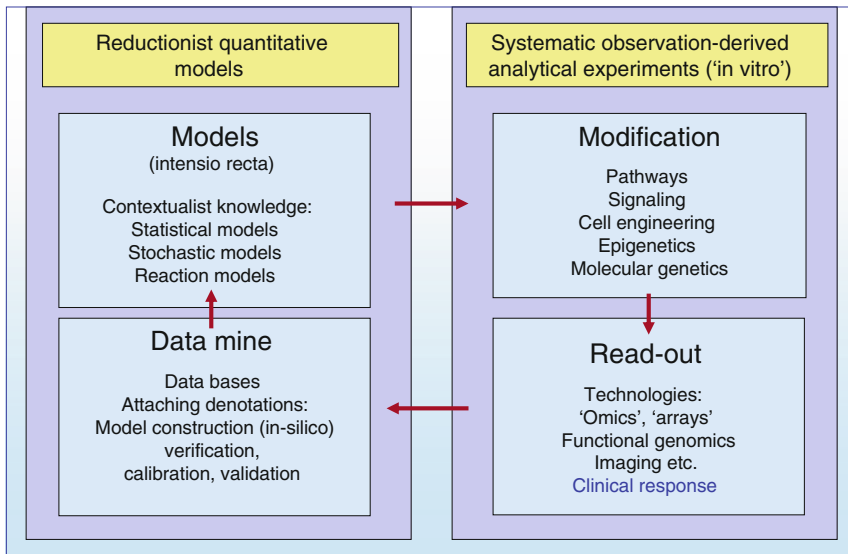 Reductionist quantitative
models
Models
(intensio recta)
Contextualist knowledge:
Statistical models
Stochastic models
Reaction models
Data mine
Data bases
Attaching denotations:
Model construction (in-silico)
verification,
calibration, validation
Systematic observation-derived
analytical experiments (‘in vitro’)
Modification
Pathways
Signaling
Cell engineering
Epigenetics
Molecular genetics
Read-out
Technologies:
‘Omics’, ‘arrays’
Functional genomics
Imaging etc.
Clinical response